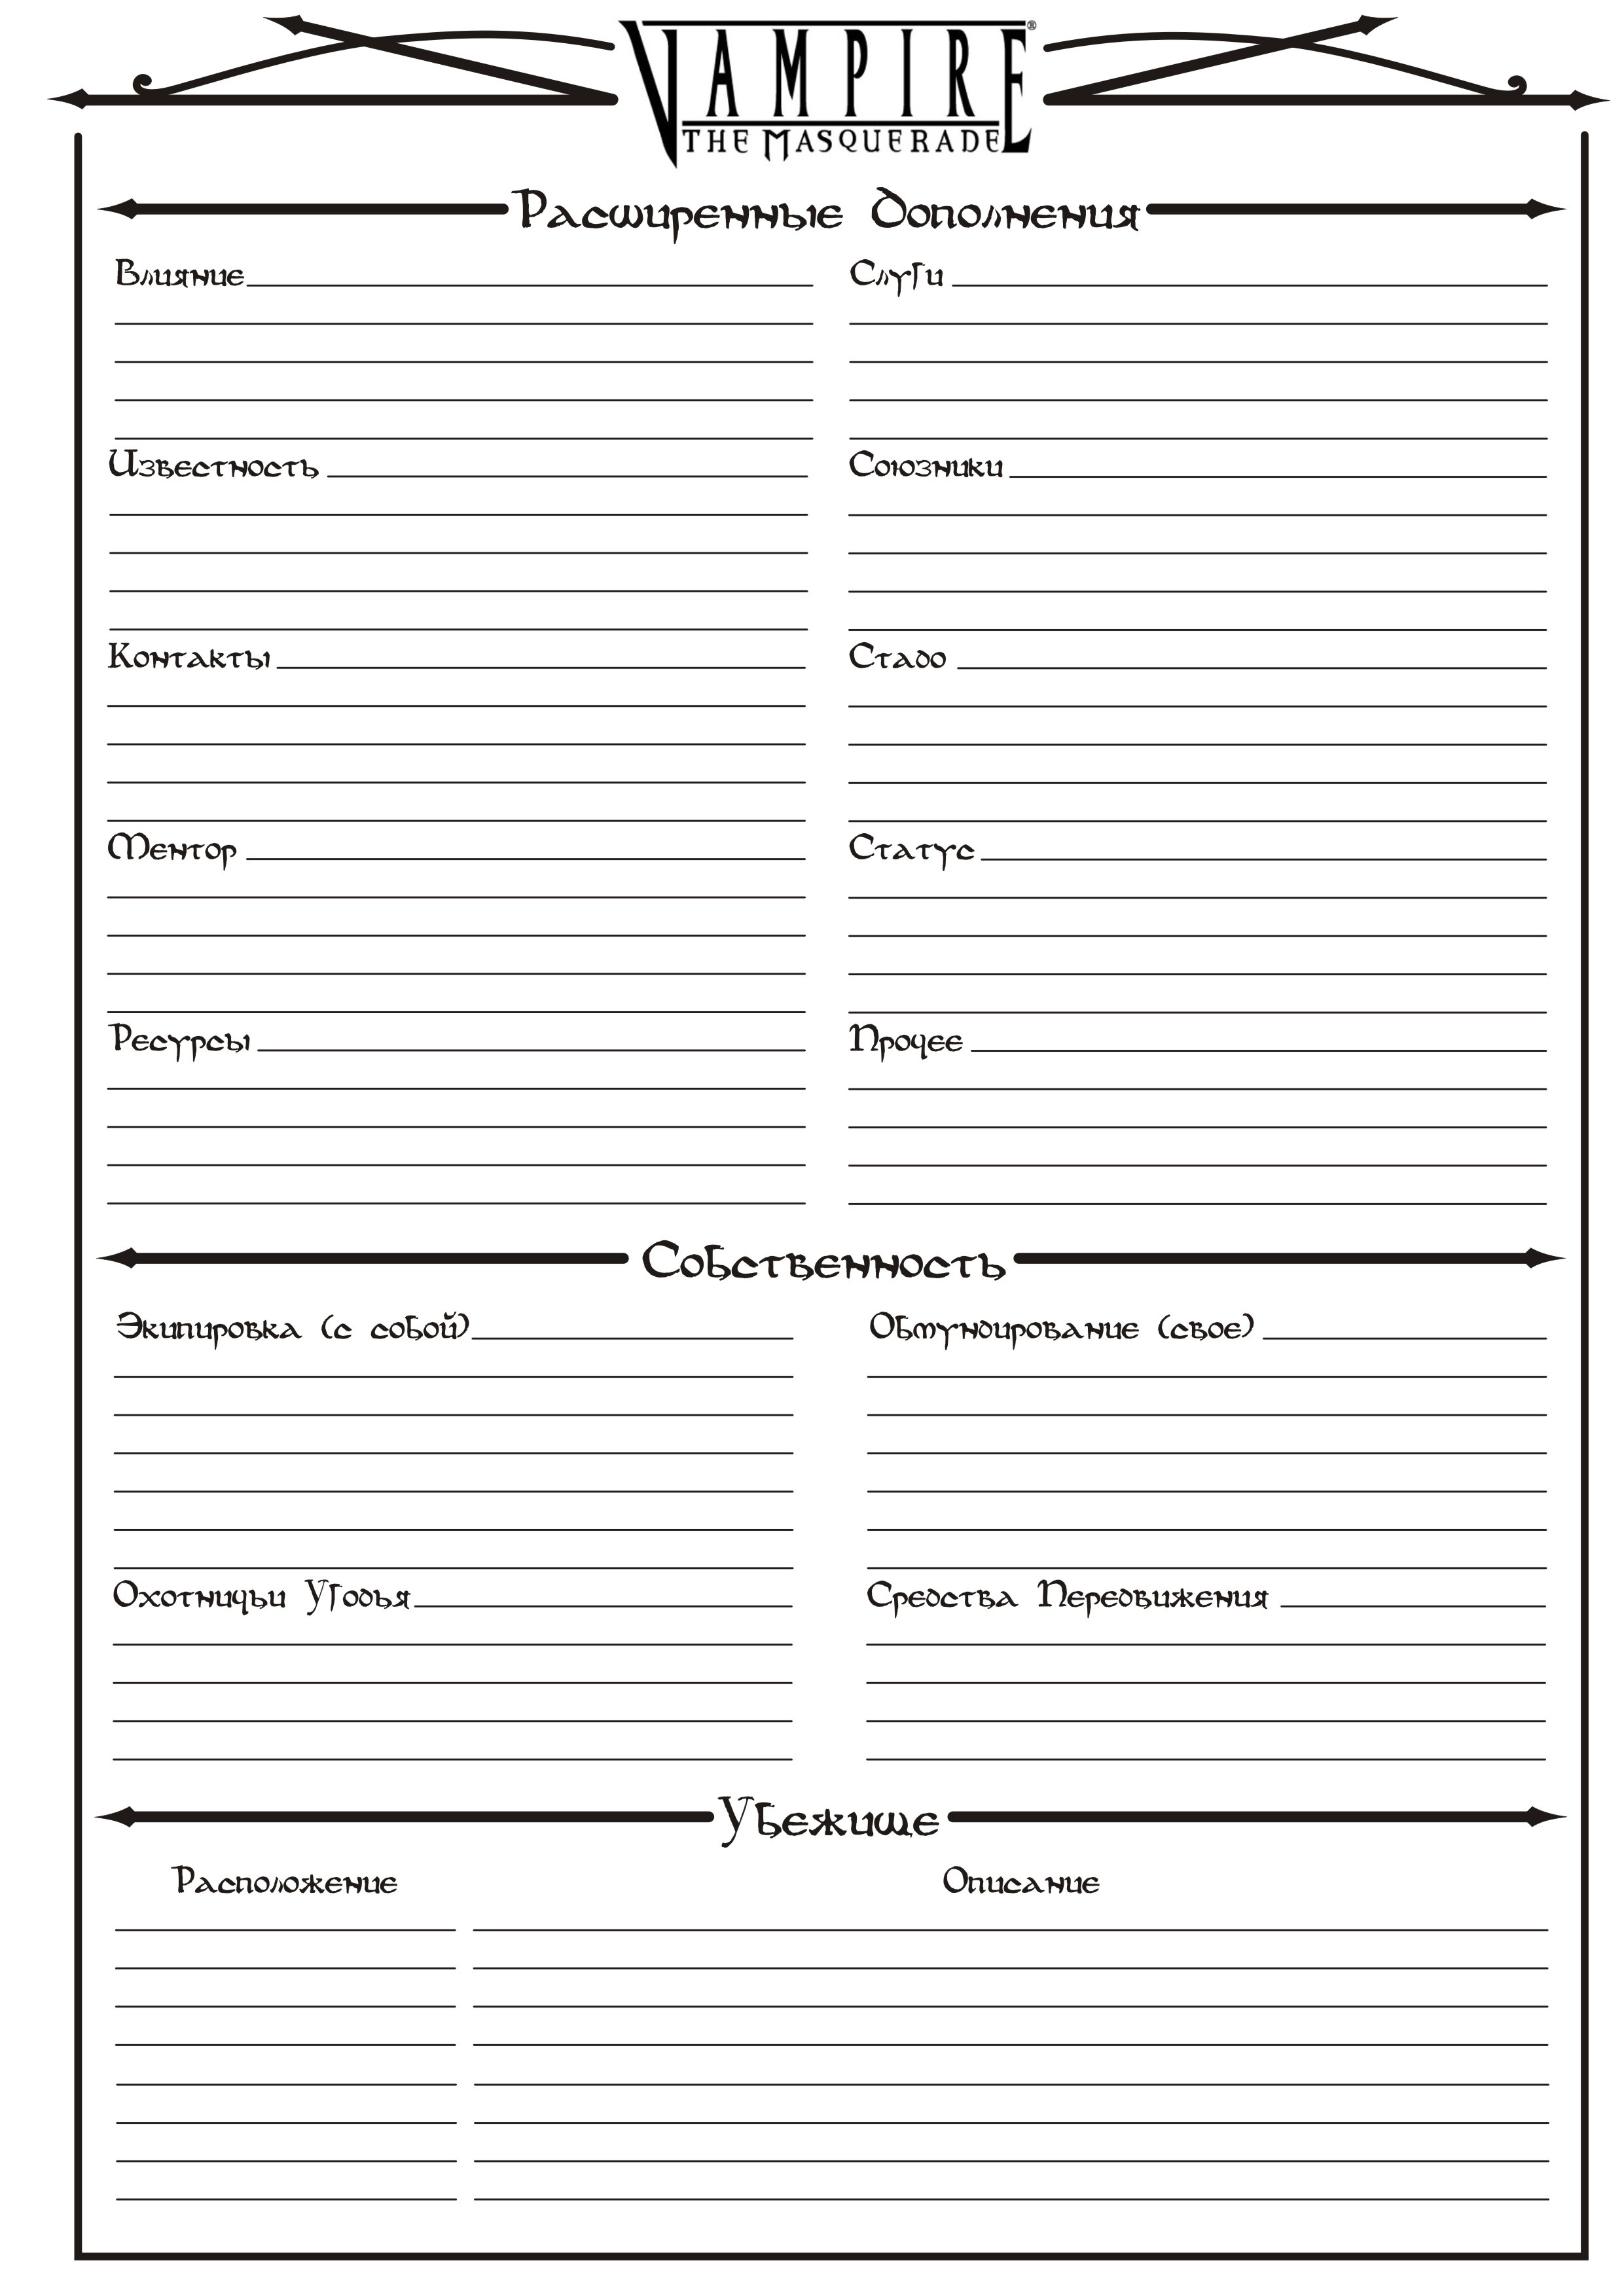 VAMPIRE®
THE MASQUERADE
Расширенные Дополнения
Влияние Слуги
Известность Союзники
Контакты Стадо
Ментор Статус
Ресурсы Прочее
Собственность
Экипировка (с собой) Обмундирование (свое)
Охотничьи Угодья Средства Передвижения
Убежище
Расположение Описание